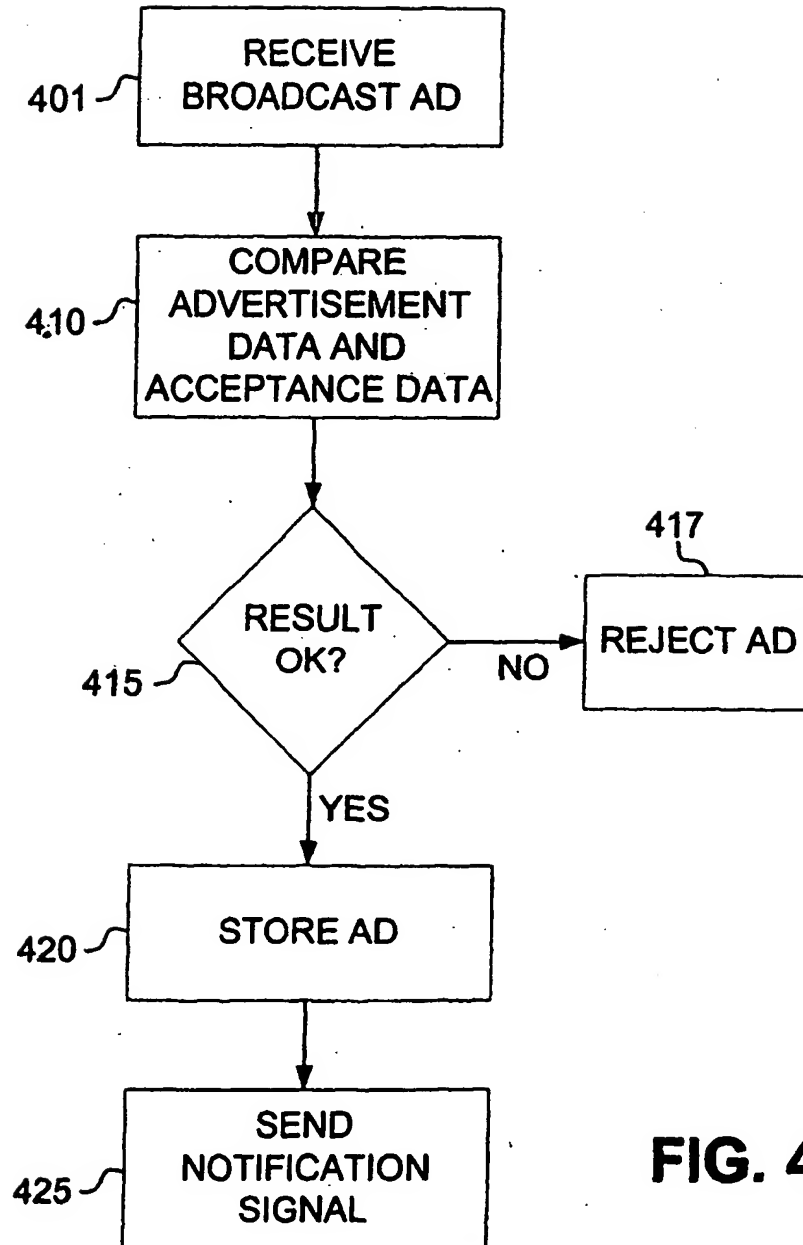 RECEIVE
BROADCAST AD
401
COMPARE
ADVERTISEMENT
DATA AND
ACCEPTANCE DATA
410
417
RESULT
OK?
415
NO
REJECT AD
YES
STORE AD
420
SEND
NOTIFICATION
SIGNAL
425
FIG. 4